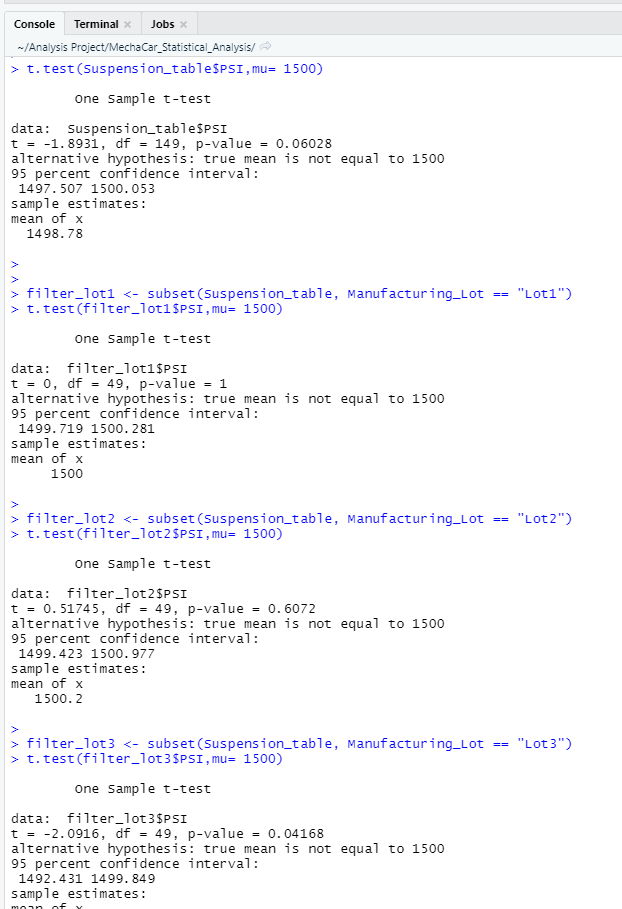 Console Terminal Jobs
~/Analysis Project/MechaCar_Statistical_Analysis/
> t.test(Suspension_table$PSI,mu= 1500)
One Sample t-test
data:  Suspension_table$PSI
t = -1.8931, df = 149, p-value = 0.06028
alternative hypothesis: true mean is not equal to 1500
95 percent confidence interval:
1497.507 1500.053
sample estimates:
mean of x
1498.78
>
>
> filter_lot1 <- subset(Suspension_table, Manufacturing_Lot == "Lot1")
> t.test(filter_lot1$PSI,mu= 1500)
One Sample t-test
data:  filter_lot1$PSI
t = 0, df = 49, p-value = 1
alternative hypothesis: true mean is not equal to 1500
95 percent confidence interval:
1499.719 1500.281
sample estimates:
mean of x
1500
>
> filter_lot2 <- subset(Suspension_table, Manufacturing_Lot == "Lot2")
> t.test(filter_lot2$PSI,mu= 1500)
One Sample t-test
data:  filter_lot2$PSI
t = 0.51745, df = 49, p-value = 0.6072
alternative hypothesis: true mean is not equal to 1500
95 percent confidence interval:
1499.423 1500.977
sample estimates:
mean of x
1500.2
>
> filter_lot3 <- subset(Suspension_table, Manufacturing_Lot == "Lot3")
> t.test(filter_lot3$PSI,mu= 1500)
One Sample t-test
data:  filter_lot3$PSI
t = -2.0916, df = 49, p-value = 0.04168
alternative hypothesis: true mean is not equal to 1500
95 percent confidence interval:
1492.431 1499.849
sample estimates:
mean of x